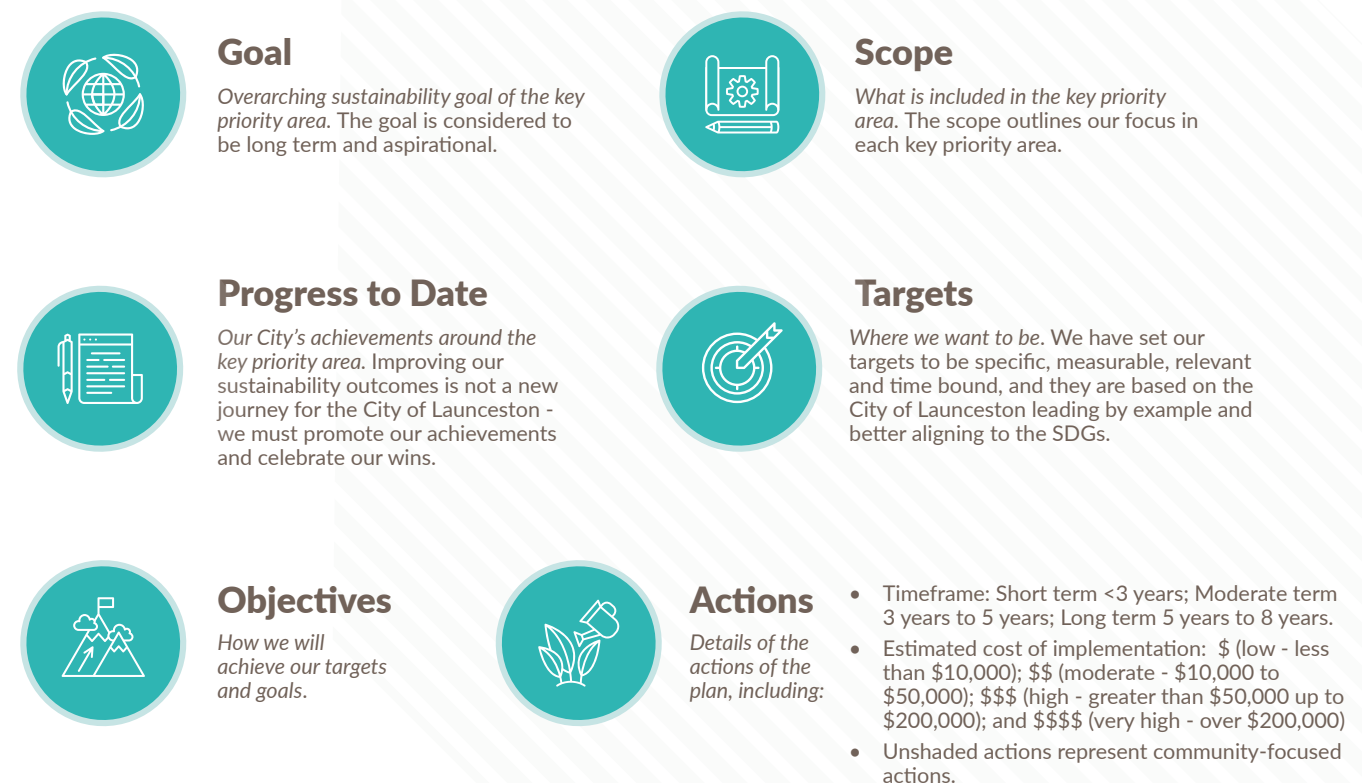 Goal
Overarching sustainability goal of the key
priority area. The goal is considered to
be long term and aspirational.
Scope
What is included in the key priority
area. The scope outlines our focus in
each key priority area.
Progress to Date
Our City’s achievements around the
key priority area. Improving our
sustainability outcomes is not a new
journey for the City of Launceston -
we must promote our achievements
and celebrate our wins.
Targets
Where we want to be. We have set our
targets to be specific, measurable, relevant
and time bound, and they are based on the
City of Launceston leading by example and
better aligning to the SDGs.
Objectives
How we will
achieve our targets
and goals.
Actions
Details of the
actions of the
plan, including:
• Timeframe: Short term <3 years; Moderate term
3 years to 5 years; Long term 5 years to 8 years.
• Estimated cost of implementation:  $ (low - less
than $10,000); $$ (moderate - $10,000 to
$50,000); $$$ (high - greater than $50,000 up to
$200,000); and $$$$ (very high - over $200,000)
• Unshaded actions represent community-focused
actions.